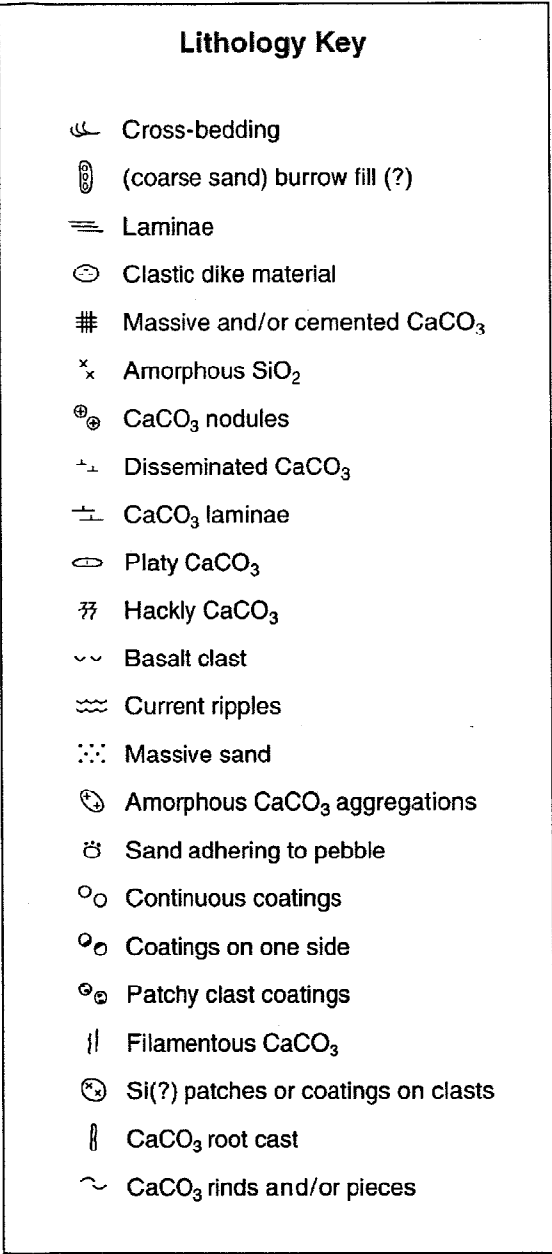 Lithology Key
Cross-bedding
(coarse sand) burrow fill (?)
Laminae
Clastic dike material
Massive and/or cemented CaCO₃
Amorphous SiO₂
CaCO₃ nodules
Disseminated CaCO₃
CaCO₃ laminae
Platy CaCO₃
Hackly CaCO₃
Basalt clast
Current ripples
Massive sand
Amorphous CaCO₃ aggregations
Sand adhering to pebble
Continuous coatings
Coatings on one side
Patchy clast coatings
Filamentous CaCO₃
Si(?) patches or coatings on clasts
CaCO₃ root cast
CaCO₃ rinds and/or pieces